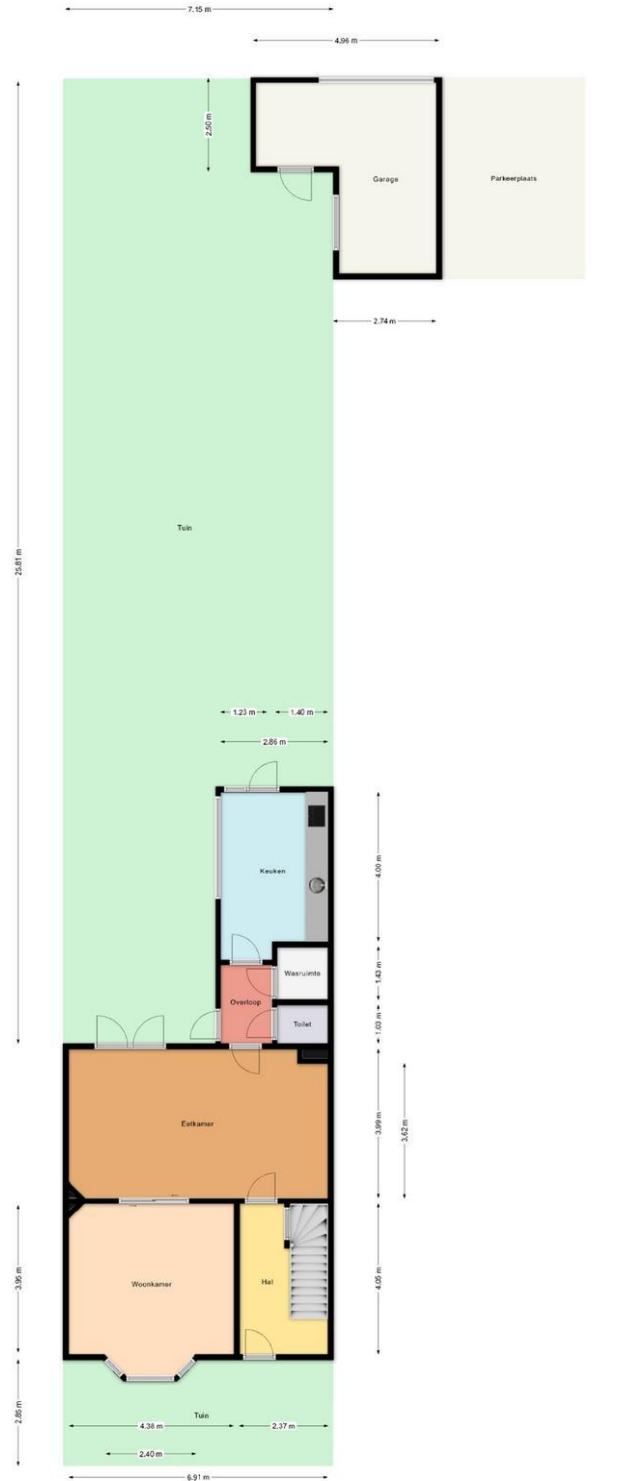 7.15 m
4.96 m
2.50 m
Garage
Parkeerplaats
2.74 m
Tuin
25.81 m
1.23 m
1.40 m
2.86 m
Keuken
4.00 m
Wasruimte
1.43 m
Overloop
Toilet
1.03 m
Eetkamer
3.99 m
3.62 m
Woonkamer
Hal
3.95 m
4.05 m
Tuin
2.85 m
4.38 m
2.37 m
2.40 m
6.91 m